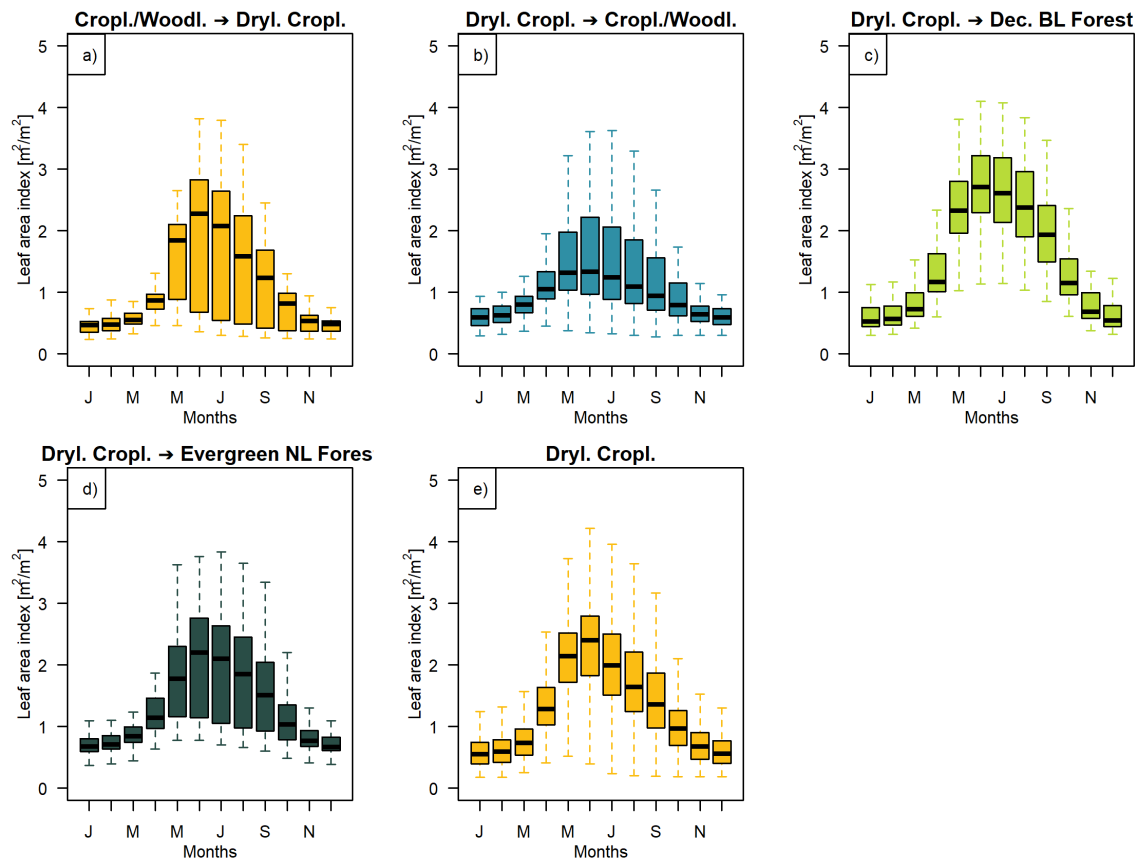 Cropl./Woodl. ➔ Dryl. Cropl.
a)
Leaf area index [m²/m²]
5
4
3
2
1
0
J M M J S N
Months
Dryl. Cropl. ➔ Cropl./Woodl.
b)
Leaf area index [m²/m²]
5
4
3
2
1
0
J M M J S N
Months
Dryl. Cropl. ➔ Dec. BL Forest
c)
Leaf area index [m²/m²]
5
4
3
2
1
0
J M M J S N
Months
Dryl. Cropl. ➔ Evergreen NL Fores
d)
Leaf area index [m²/m²]
5
4
3
2
1
0
J M M J S N
Months
Dryl. Cropl.
e)
Leaf area index [m²/m²]
5
4
3
2
1
0
J M M J S N
Months